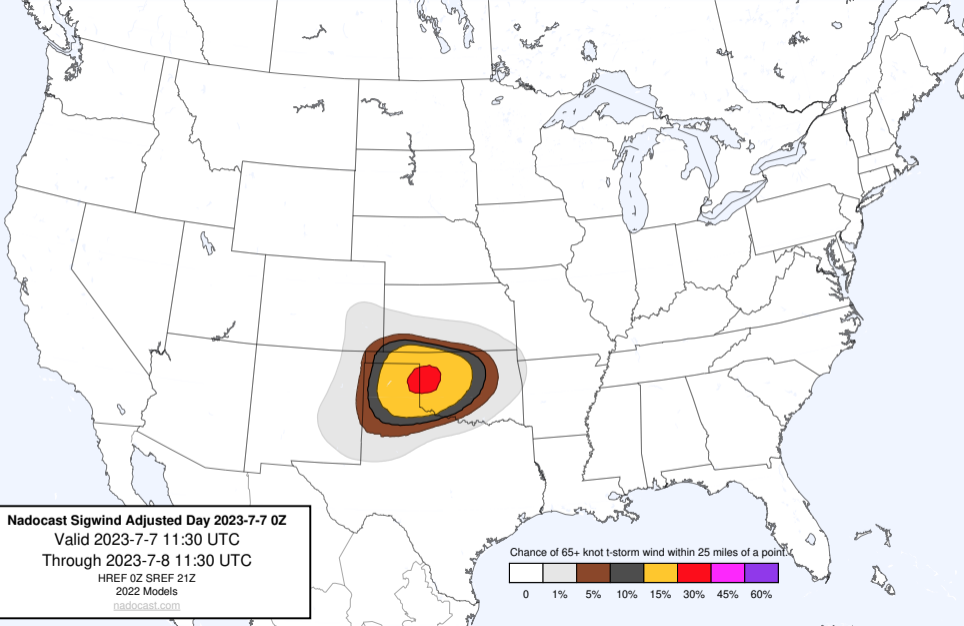 Nadocast Sigwind Adjusted Day 2023-7-7 0Z
Valid 2023-7-7 11:30 UTC
Through 2023-7-8 11:30 UTC
HREF 0Z SREF 21Z
2022 Models
nadocast.com
Chance of 65+ knot t-storm wind within 25 miles of a point.
0 1% 5% 10% 15% 30% 45% 60%